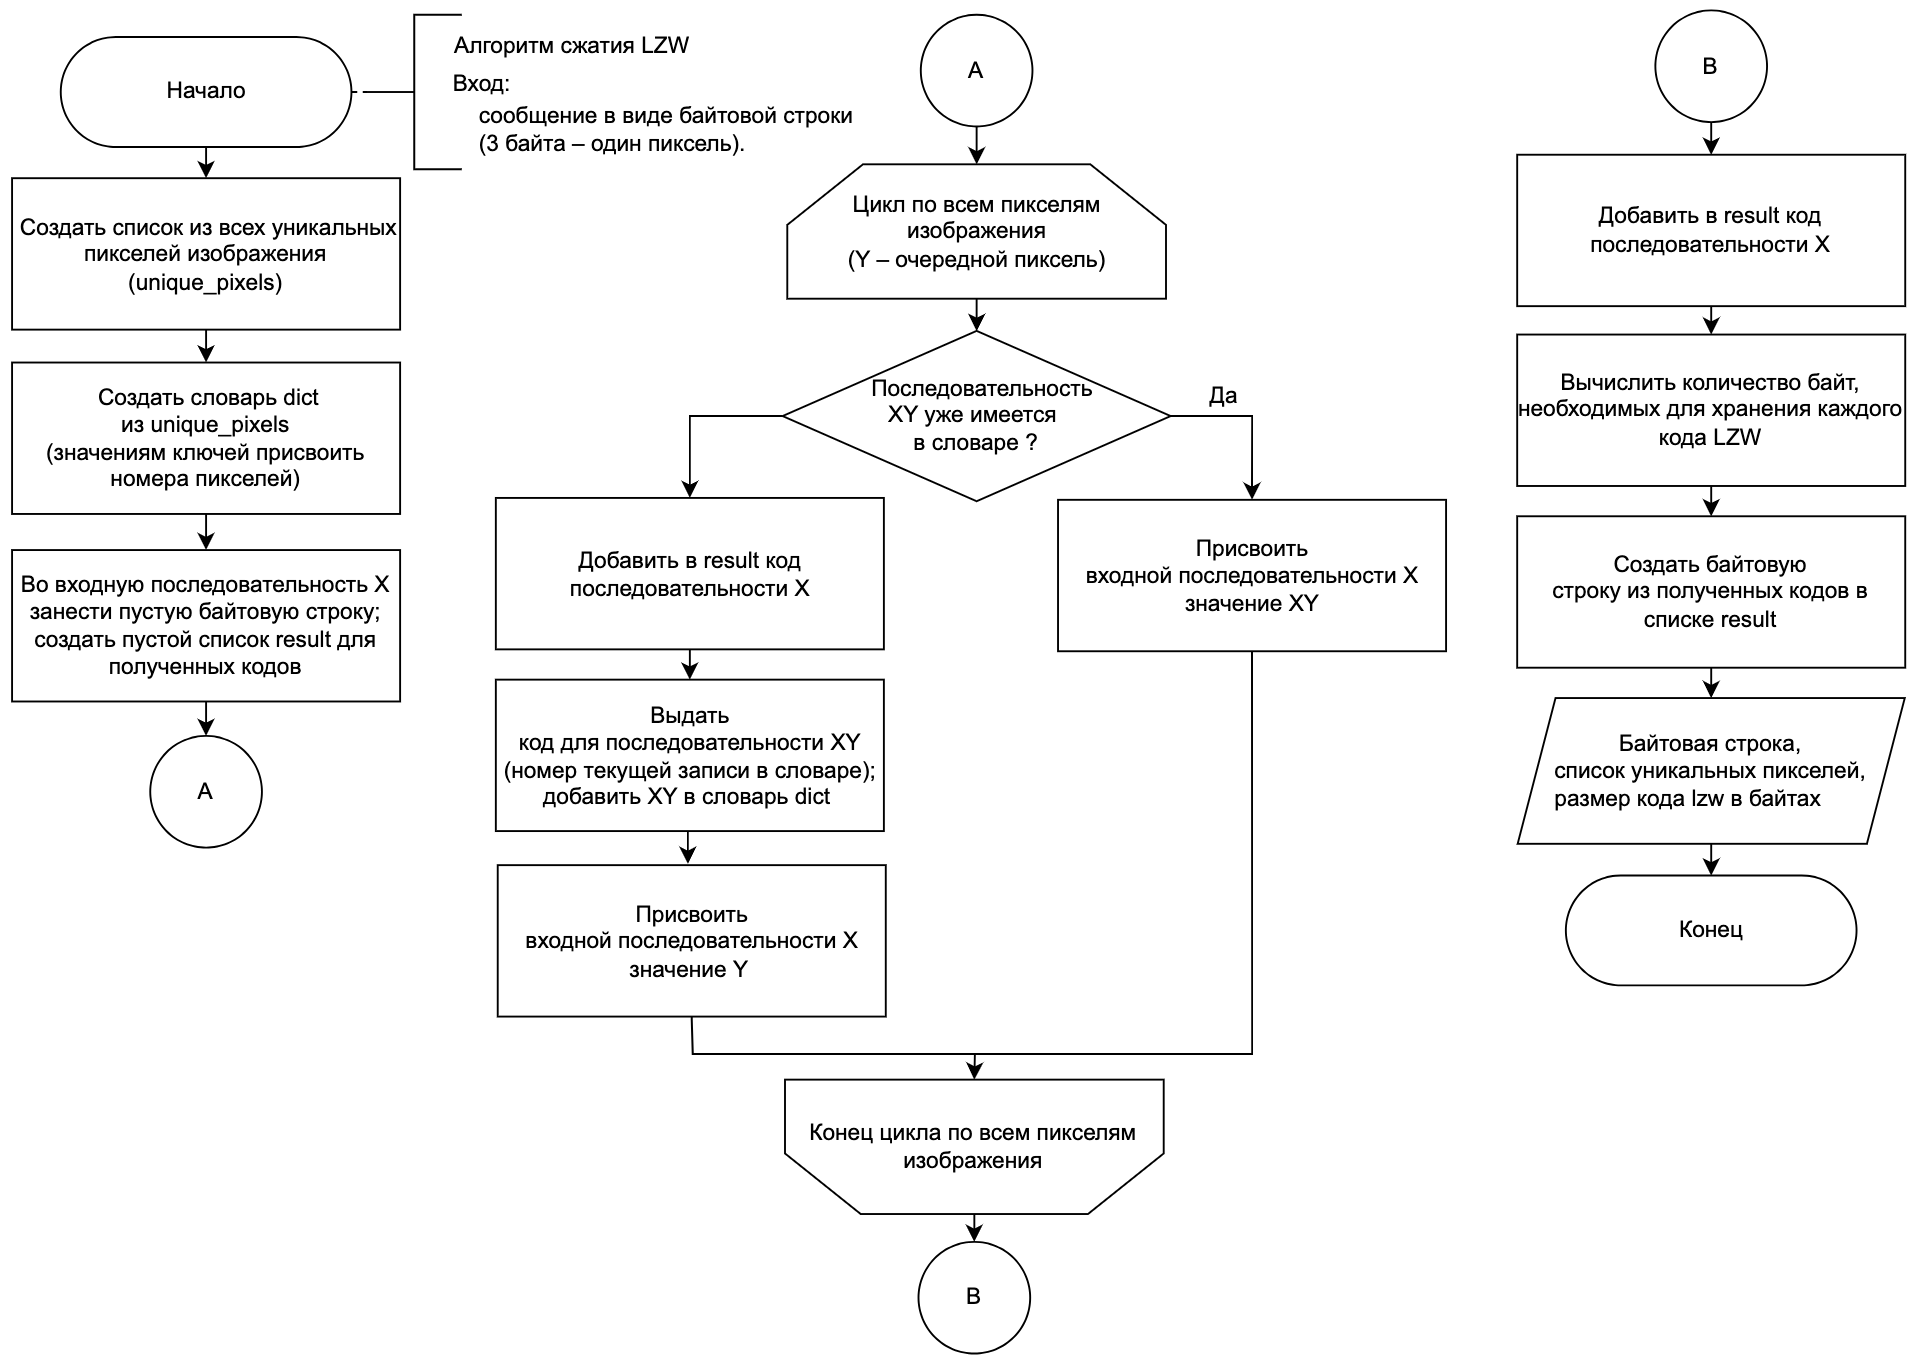 Начало
Алгоритм сжатия LZW
Вход:
сообщение в виде байтовой строки
(3 байта – один пиксель).
Создать список из всех уникальных
пикселей изображения
(unique_pixels)
Создать словарь dict
из unique_pixels
(значениям ключей присвоить
номера пикселей)
Во входную последовательность X
занести пустую байтовую строку;
создать пустой список result для
полученных кодов
A
A
Цикл по всем пикселям
изображения
(Y – очередной пиксель)
Последовательность
XY уже имеется
в словаре ?
Да
Добавить в result код
последовательности X
Выдать
код для последовательности XY
(номер текущей записи в словаре);
добавить XY в словарь dict
Присвоить
входной последовательности X
значение Y
Присвоить
входной последовательности X
значение XY
Конец цикла по всем пикселям
изображения
B
B
Добавить в result код
последовательности X
Вычислить количество байт,
необходимых для хранения каждого
кода LZW
Создать байтовую
строку из полученных кодов в
списке result
Байтовая строка,
список уникальных пикселей,
размер кода lzw в байтах
Конец